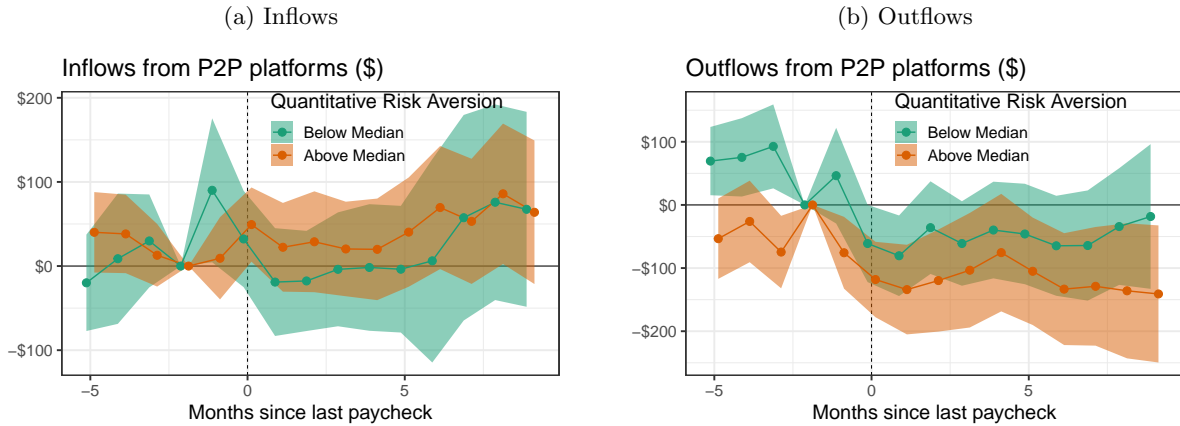 (a) Inflows
Inflows from P2P platforms ($)
$200
$100
$0
−$100
Quantitative Risk Aversion
Below Median
Above Median
−5
0
5
Months since last paycheck
(b) Outflows
Outflows from P2P platforms ($)
$100
$0
−$100
−$200
Quantitative Risk Aversion
Below Median
Above Median
−5
0
5
Months since last paycheck